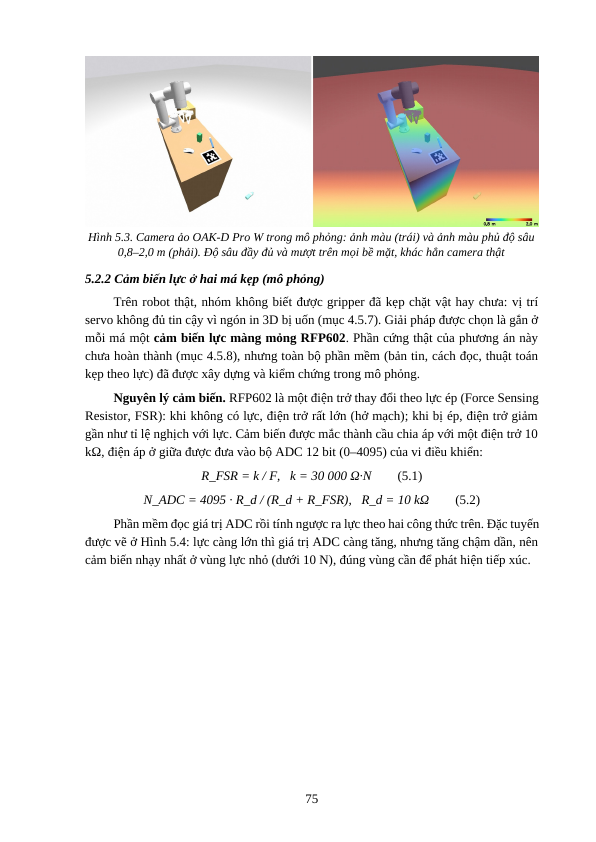 0,8 m
2,0 m
Hình 5.3. Camera ảo OAK-D Pro W trong mô phỏng: ảnh màu (trái) và ảnh màu phủ độ sâu
0,8–2,0 m (phải). Độ sâu đầy đủ và mượt trên mọi bề mặt, khác hẳn camera thật
5.2.2 Cảm biến lực ở hai má kẹp (mô phỏng)
Trên robot thật, nhóm không biết được gripper đã kẹp chặt vật hay chưa: vị trí
servo không đủ tin cậy vì ngón in 3D bị uốn (mục 4.5.7). Giải pháp được chọn là gắn ở
mỗi má một cảm biến lực màng mỏng RFP602. Phần cứng thật của phương án này
chưa hoàn thành (mục 4.5.8), nhưng toàn bộ phần mềm (bản tin, cách đọc, thuật toán
kẹp theo lực) đã được xây dựng và kiểm chứng trong mô phỏng.
Nguyên lý cảm biến. RFP602 là một điện trở thay đổi theo lực ép (Force Sensing
Resistor, FSR): khi không có lực, điện trở rất lớn (hở mạch); khi bị ép, điện trở giảm
gần như tỉ lệ nghịch với lực. Cảm biến được mắc thành cầu chia áp với một điện trở 10
kΩ, điện áp ở giữa được đưa vào bộ ADC 12 bit (0–4095) của vi điều khiển:
R_FSR = k / F, k = 30 000 Ω·N (5.1)
N_ADC = 4095 · R_d / (R_d + R_FSR), R_d = 10 kΩ (5.2)
Phần mềm đọc giá trị ADC rồi tính ngược ra lực theo hai công thức trên. Đặc tuyến
được vẽ ở Hình 5.4: lực càng lớn thì giá trị ADC càng tăng, nhưng tăng chậm dần, nên
cảm biến nhạy nhất ở vùng lực nhỏ (dưới 10 N), đúng vùng cần để phát hiện tiếp xúc.
75